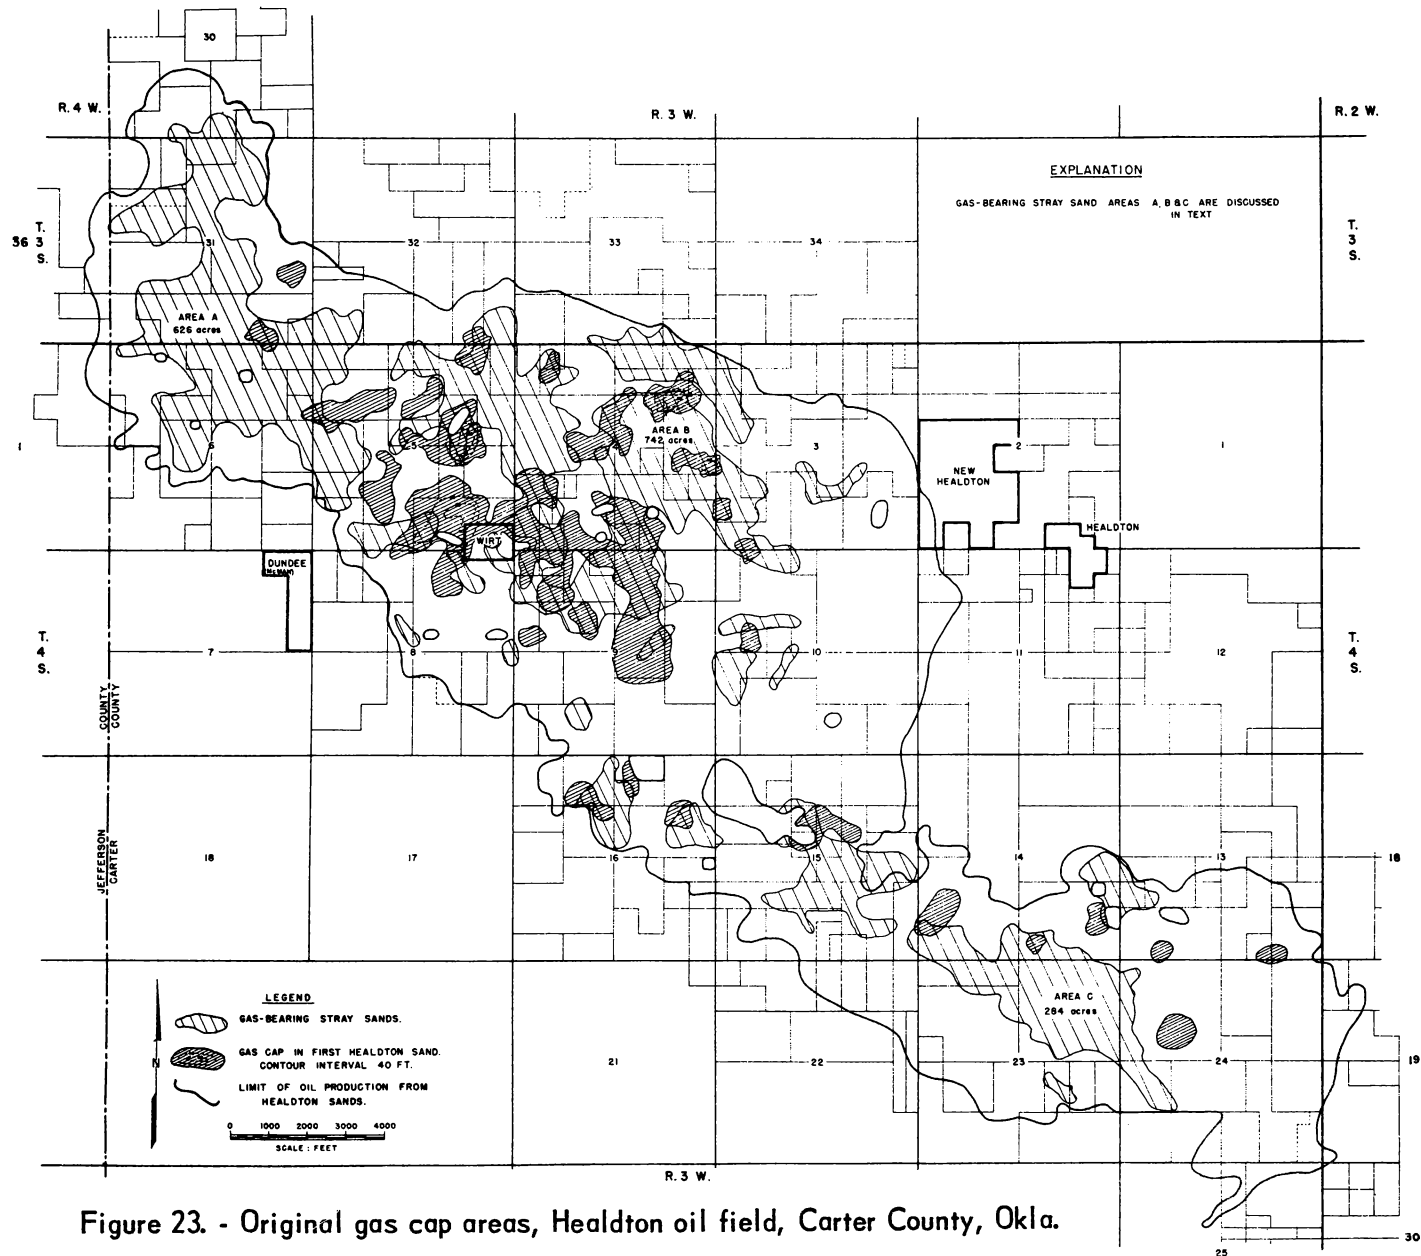 30
R. 4 W.
R. 3 W.
R. 2 W.
EXPLANATION
GAS-BEARING STRAY SAND AREAS A, B & C ARE DISCUSSED
IN TEXT
T.
3
S.
36
31
32
33
34
T.
3
S.
AREA A
626 acres
AREA B
742 acres
1
6
5
4
3
2
1
NEW
HEALDTON
HEALDTON
WIRT
DUNDEE
T.
4
S.
7
8
9
10
11
12
T.
4
S.
COUNTY
COUNTY
JEFFERSON
CARTER
18
17
16
15
14
13
18
AREA C
284 acres
LEGEND
GAS-BEARING STRAY SANDS.
GAS CAP IN FIRST HEALDTON SAND.
CONTOUR INTERVAL 40 FT.
LIMIT OF OIL PRODUCTION FROM
HEALDTON SANDS.
N
0 1000 2000 3000 4000
SCALE : FEET
21
22
23
24
19
R. 3 W.
25
30
Figure 23. - Original gas cap areas, Healdton oil field, Carter County, Okla.